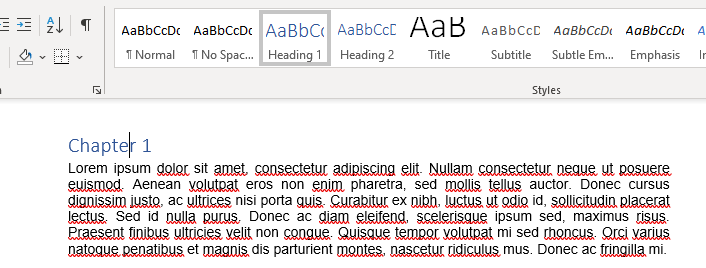 AaBbCcDc AaBbCcDc AaBbCc AaBbCcD AaB AaBbCcD AaBbCcDc AaBbCcDc
¶ Normal ¶ No Spac... Heading 1 Heading 2 Title Subtitle Subtle Em... Emphasis
Styles
Chapter 1
Lorem ipsum dolor sit amet, consectetur adipiscing elit. Nullam consectetur neque ut posuere
euismod. Aenean volutpat eros non enim pharetra, sed mollis tellus auctor. Donec cursus
dignissim justo, ac ultrices nisi porta quis. Curabitur ex nibh, luctus ut odio id, sollicitudin placerat
lectus. Sed id nulla purus. Donec ac diam eleifend, scelerisque ipsum sed, maximus risus.
Praesent finibus ultricies velit non congue. Quisque tempor volutpat mi sed rhoncus. Orci varius
natoque penatibus et magnis dis parturient montes, nascetur ridiculus mus. Donec ac fringilla mi.